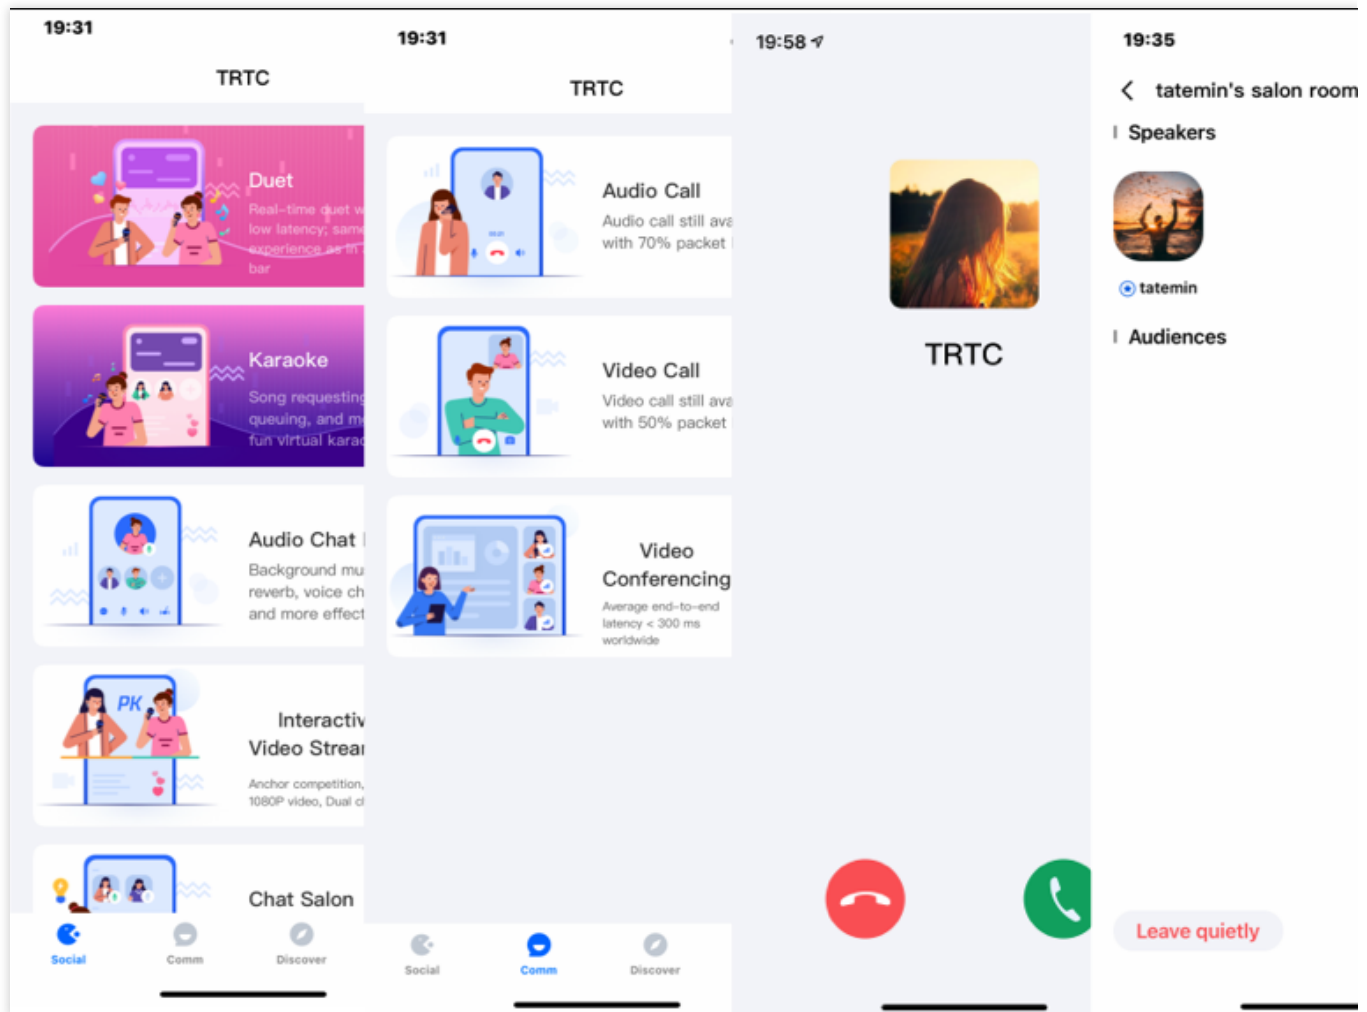 19:31
TRTC
Duet
Real-time duet w
low latency; same
experience as in
bar
Karaoke
Song requesting
queuing, and m
fun virtual karao
Audio Chat
Background mu
reverb, voice ch
and more effect
PK
Interactiv
Video Strea
Anchor competition,
1080P video, Dual c
Chat Salon
Social
Comm
Discover
19:31
TRTC
00:21
Audio Call
Audio call still ava
with 70% packet
Video Call
Video call still ava
with 50% packet
Video
Conferencing
Average end-to-end
latency < 300 ms
worldwide
Social
Comm
Discover
19:58
TRTC
19:35
tatemin's salon room
Speakers
tatemin
Audiences
Leave quietly